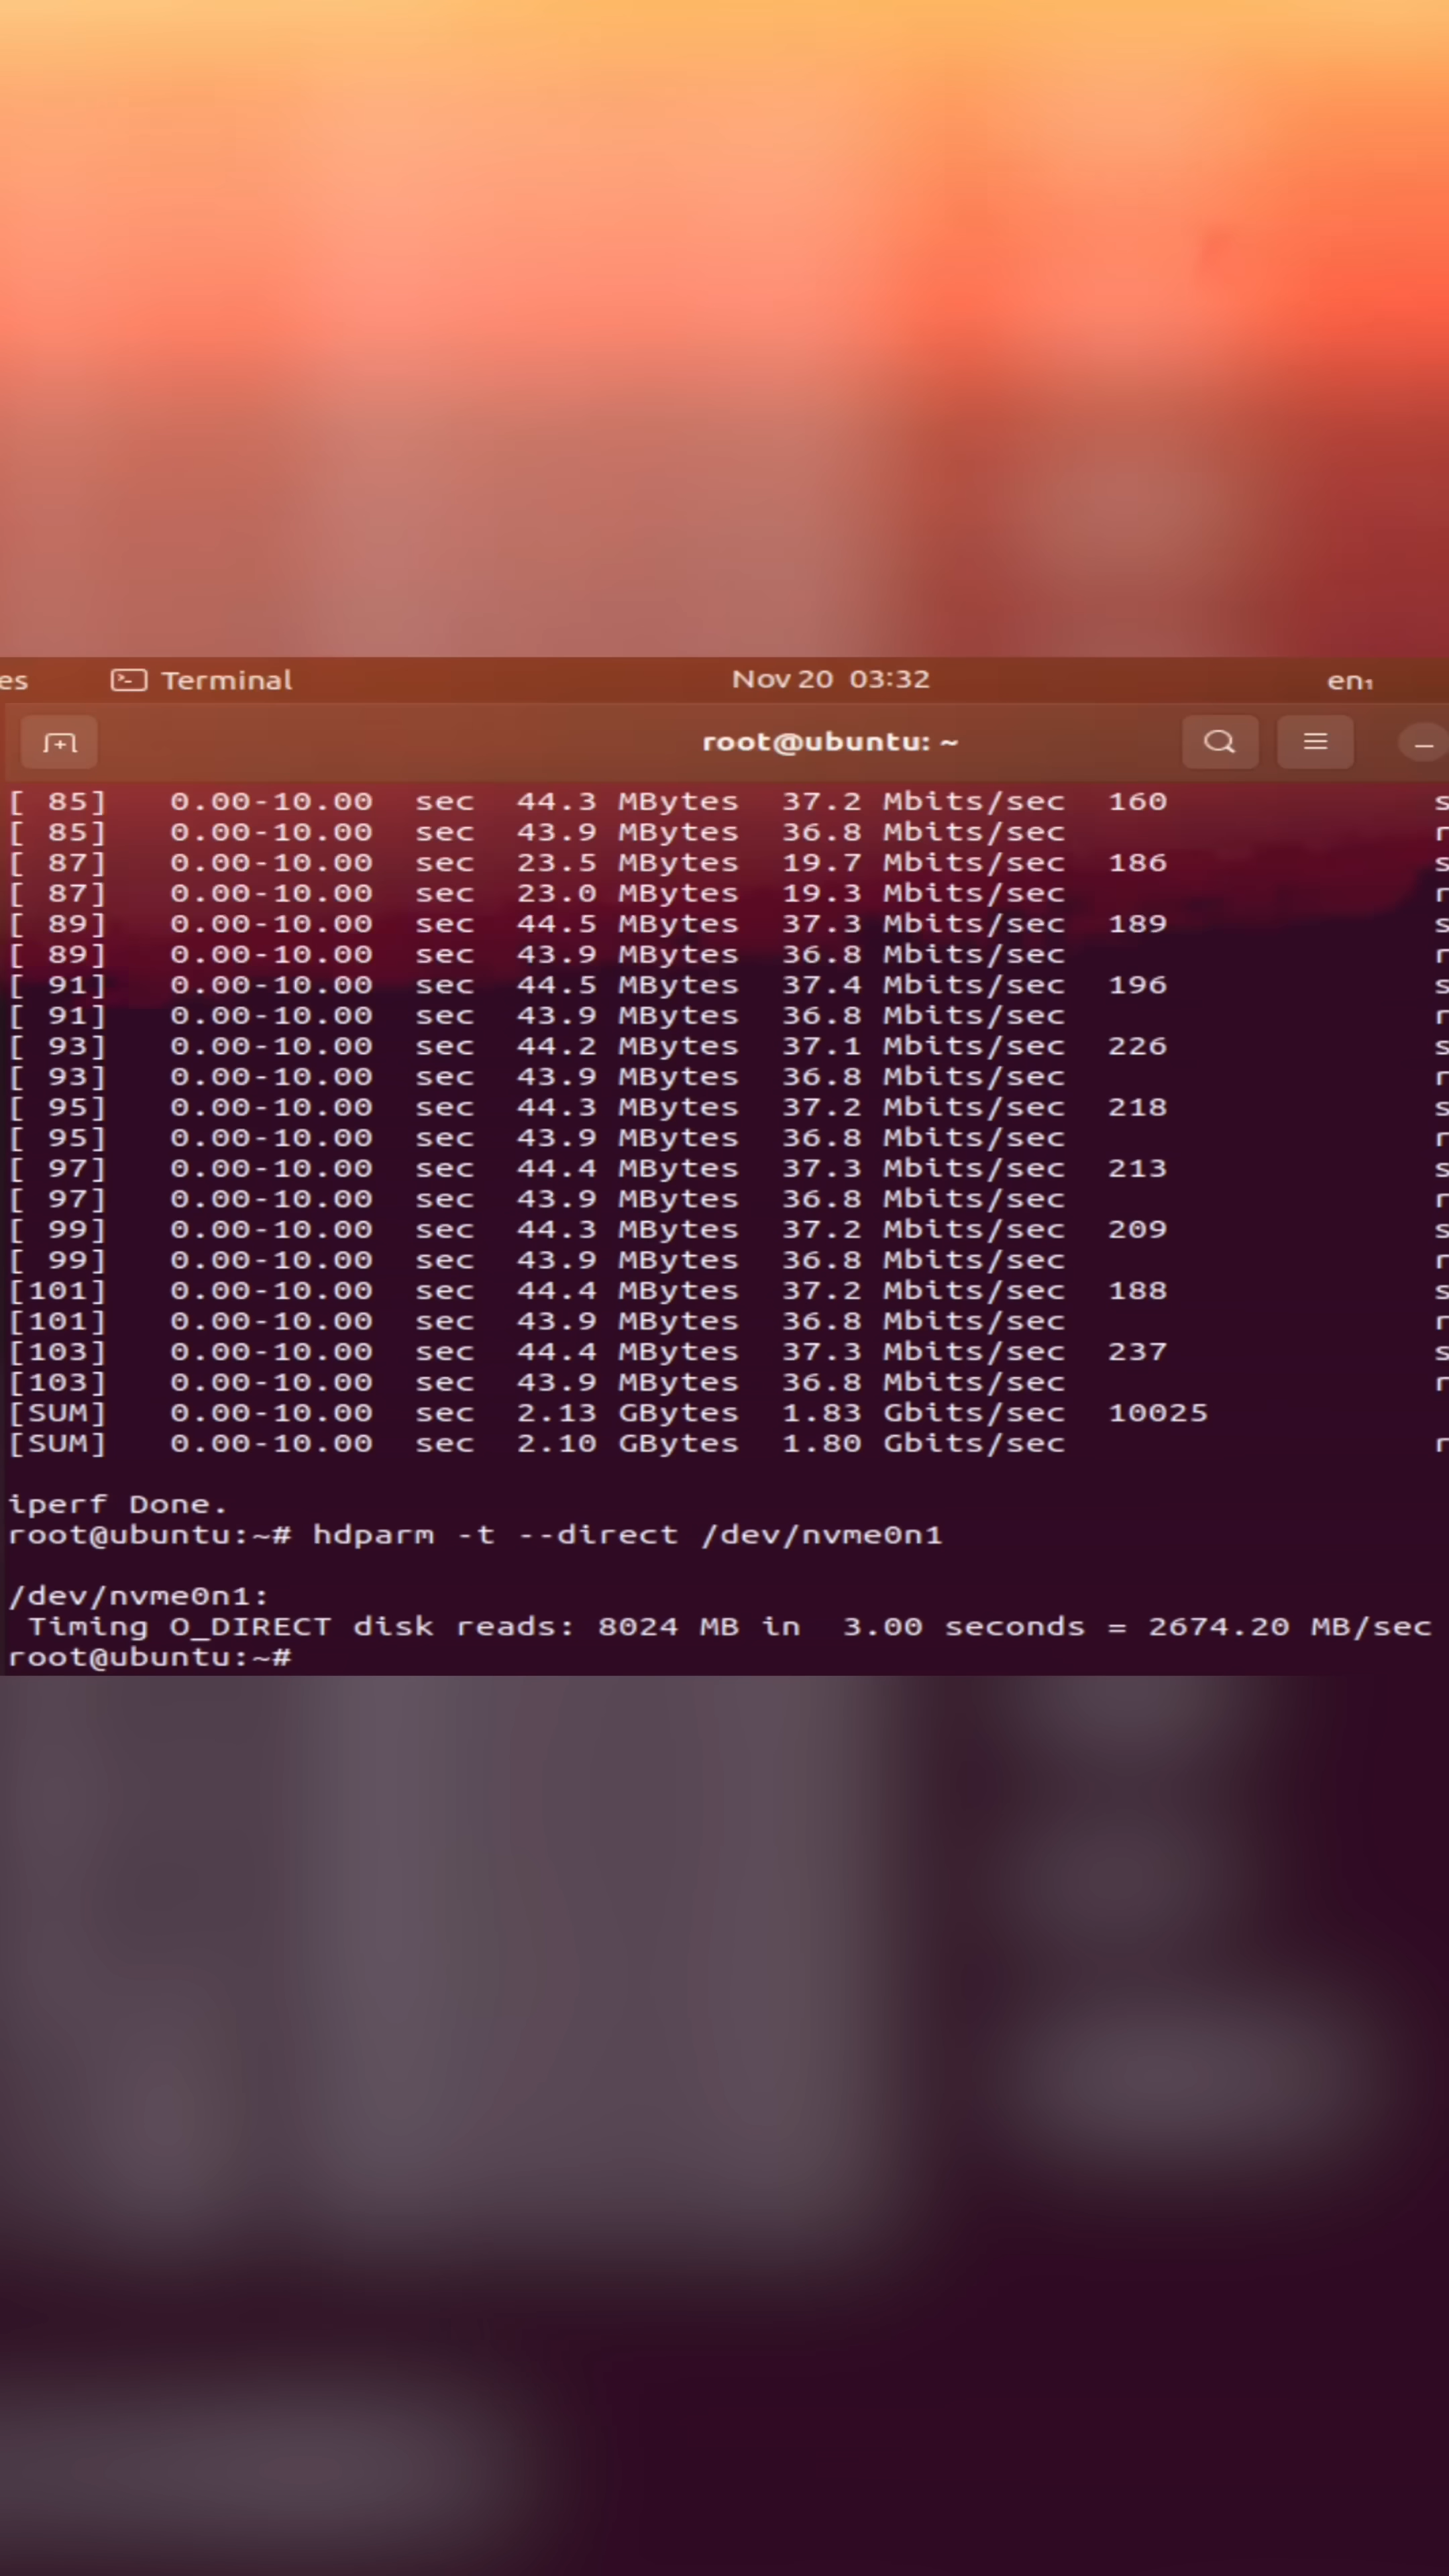 es Terminal Nov 20 03:32 en₁
root@ubuntu: ~
[ 85] 0.00-10.00 sec 44.3 MBytes 37.2 Mbits/sec 160 s
[ 85] 0.00-10.00 sec 43.9 MBytes 36.8 Mbits/sec r
[ 87] 0.00-10.00 sec 23.5 MBytes 19.7 Mbits/sec 186 s
[ 87] 0.00-10.00 sec 23.0 MBytes 19.3 Mbits/sec r
[ 89] 0.00-10.00 sec 44.5 MBytes 37.3 Mbits/sec 189 s
[ 89] 0.00-10.00 sec 43.9 MBytes 36.8 Mbits/sec r
[ 91] 0.00-10.00 sec 44.5 MBytes 37.4 Mbits/sec 196 s
[ 91] 0.00-10.00 sec 43.9 MBytes 36.8 Mbits/sec r
[ 93] 0.00-10.00 sec 44.2 MBytes 37.1 Mbits/sec 226 s
[ 93] 0.00-10.00 sec 43.9 MBytes 36.8 Mbits/sec r
[ 95] 0.00-10.00 sec 44.3 MBytes 37.2 Mbits/sec 218 s
[ 95] 0.00-10.00 sec 43.9 MBytes 36.8 Mbits/sec r
[ 97] 0.00-10.00 sec 44.4 MBytes 37.3 Mbits/sec 213 s
[ 97] 0.00-10.00 sec 43.9 MBytes 36.8 Mbits/sec r
[ 99] 0.00-10.00 sec 44.3 MBytes 37.2 Mbits/sec 209 s
[ 99] 0.00-10.00 sec 43.9 MBytes 36.8 Mbits/sec r
[101] 0.00-10.00 sec 44.4 MBytes 37.2 Mbits/sec 188 s
[101] 0.00-10.00 sec 43.9 MBytes 36.8 Mbits/sec r
[103] 0.00-10.00 sec 44.4 MBytes 37.3 Mbits/sec 237 s
[103] 0.00-10.00 sec 43.9 MBytes 36.8 Mbits/sec r
[SUM] 0.00-10.00 sec 2.13 GBytes 1.83 Gbits/sec 10025
[SUM] 0.00-10.00 sec 2.10 GBytes 1.80 Gbits/sec r
iperf Done.
root@ubuntu:~# hdparm -t --direct /dev/nvme0n1
/dev/nvme0n1:
Timing O_DIRECT disk reads: 8024 MB in 3.00 seconds = 2674.20 MB/sec
root@ubuntu:~#